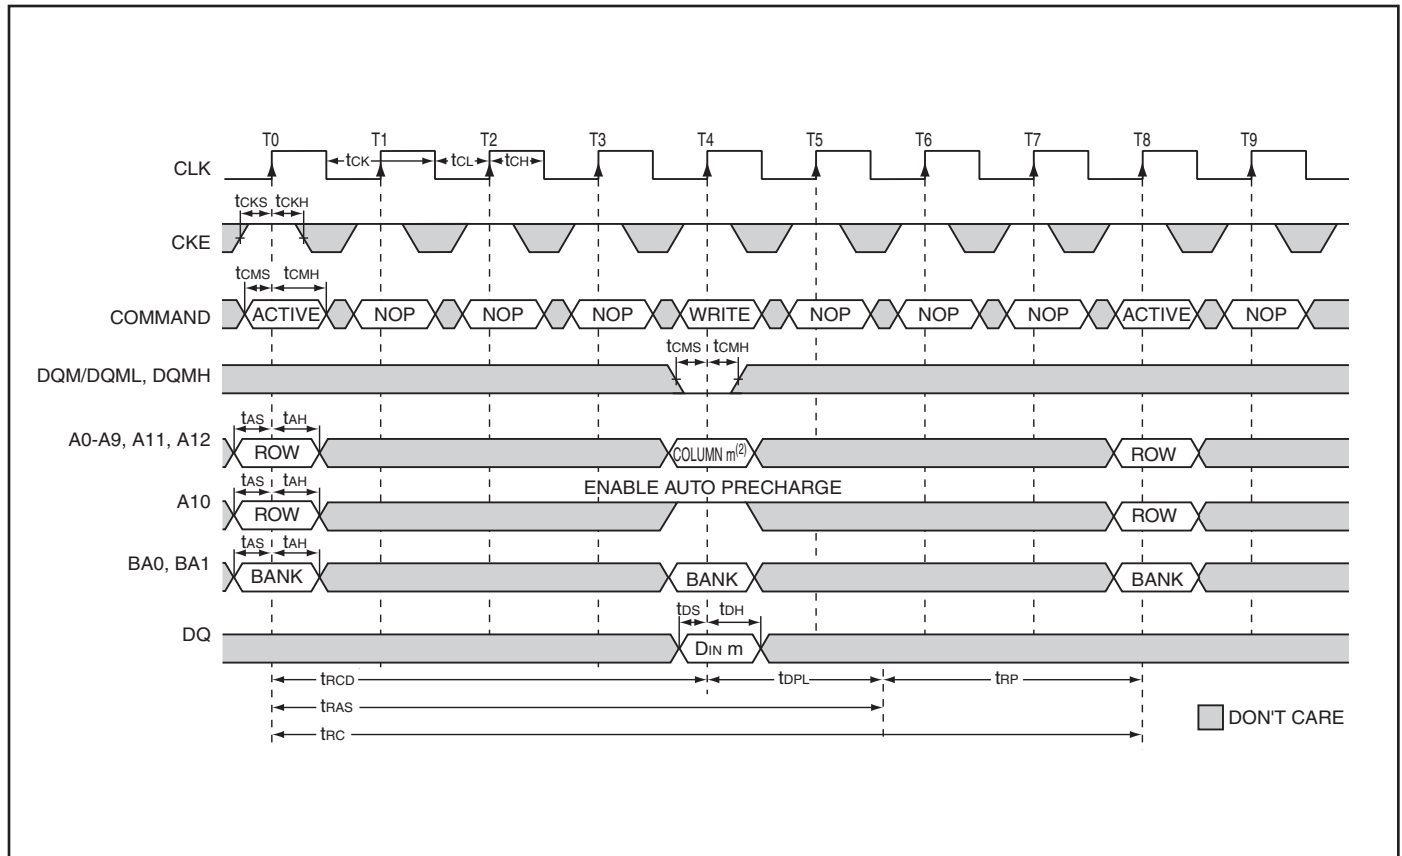 T0 T1 T2 T3 T4 T5 T6 T7 T8 T9
CLK tCK tCL tCH
tCKS tCKH
CKE
tCMS tCMH
COMMAND ACTIVE NOP NOP NOP WRITE NOP NOP NOP ACTIVE NOP
tCMS tCMH
DQM/DQML, DQMH
tAS tAH
A0-A9, A11, A12 ROW COLUMN m(2) ROW
tAS tAH ENABLE AUTO PRECHARGE
A10 ROW ROW
tAS tAH
BA0, BA1 BANK BANK BANK
tDS tDH
DQ DIN m
tRCD tDPL tRP
tRAS
DON'T CARE
tRC